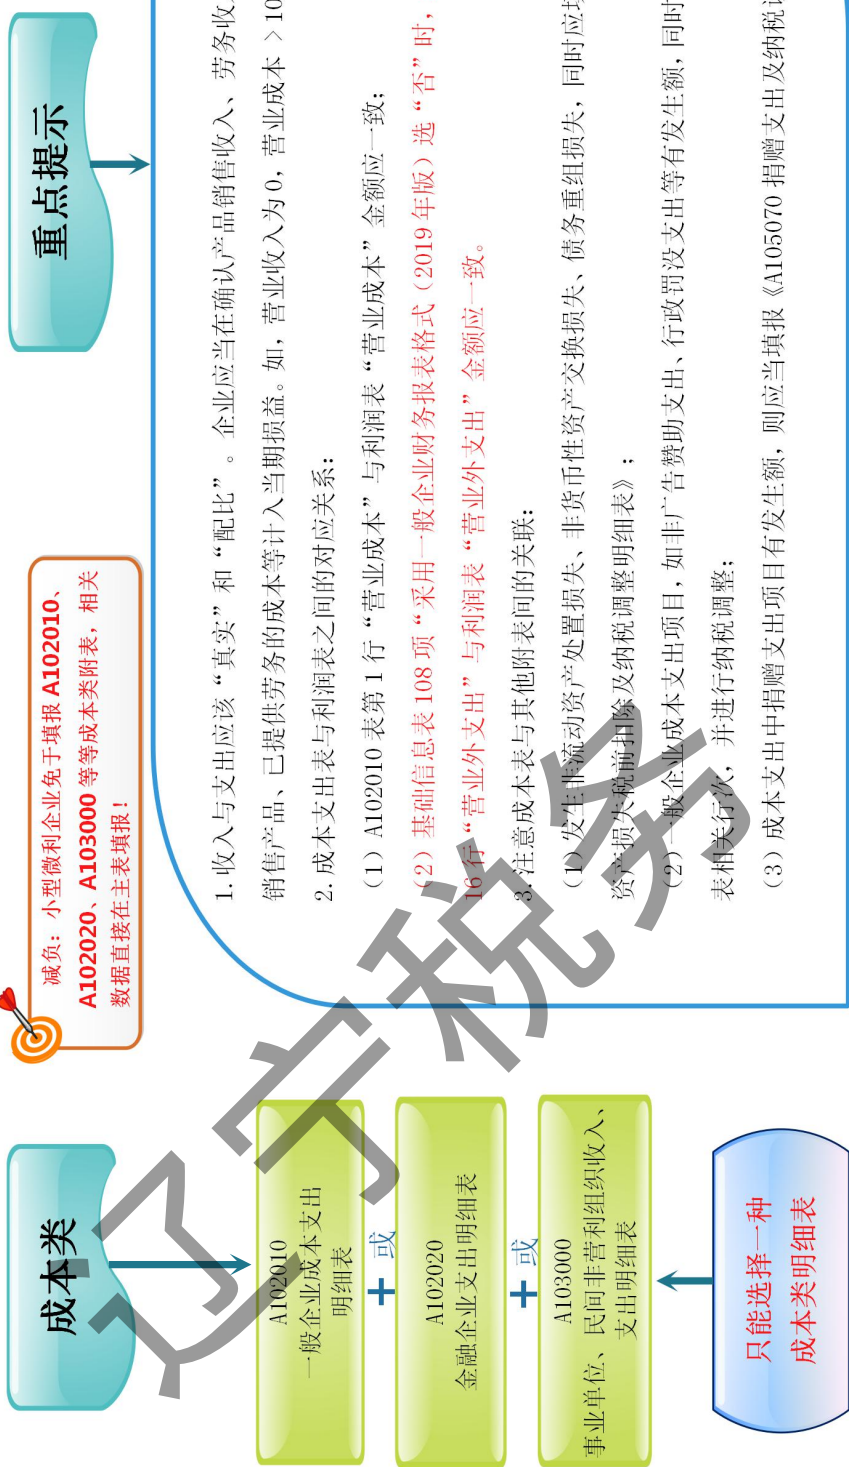 成本类
A102010
一般企业成本支出
明细表
+ 或
A102020
金融企业支出明细表
+ 或
A103000
事业单位、民间非营利组织收入、
支出明细表
只能选择一种
成本类明细表
减负：小型微利企业免于填报 A102010、
A102020、A103000 等等成本类附表，相关
数据直接在主表填报！
重点提示
1.收入与支出应该“真实”和“配比”。企业应当在确认产品销售收入、劳务收
销售产品、已提供劳务的成本等计入当期损益。如，营业收入为0，营业成本 > 10
2.成本支出表与利润表之间的对应关系：
（1）A102010 表第 1 行“营业成本”与利润表“营业成本”金额应一致；
（2）基础信息表 108 项“采用一般企业财务报表格式（2019 年版）选“否”时，
16 行“营业外支出”与利润表“营业外支出”金额应一致。
3.注意成本表与其他附表间的关联：
（1）发生非流动资产处置损失、非货币性资产交换损失、债务重组损失，同时应
资产损失税前扣除及纳税调整明细表》；
（2）一般企业成本支出项目，如非广告赞助支出、行政罚没支出等有发生额，同时
表相关行次，并进行纳税调整；
（3）成本支出中捐赠支出项目有发生额，则应当填报《A105070 捐赠支出及纳税
辽宁税务